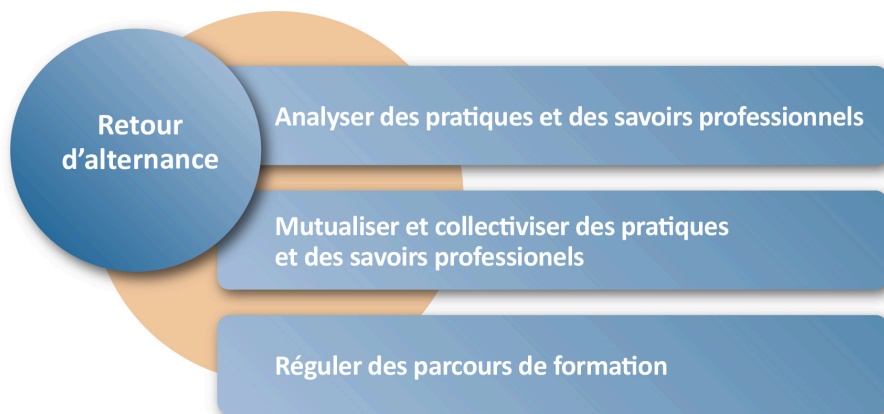 Retour
d'alternance
Analyser des pratiques et des savoirs professionnels
Mutualiser et collectiviser des pratiques
et des savoirs professionels
Réguler des parcours de formation